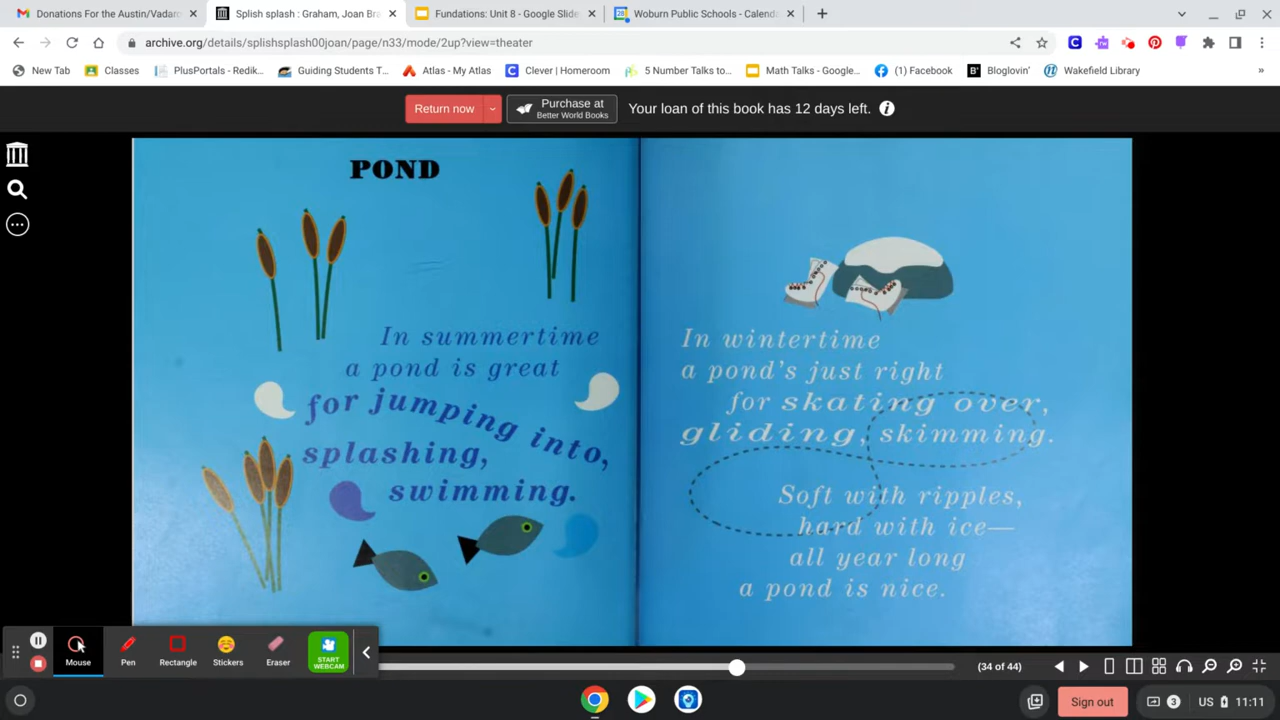 Donations For the Austin/Vadar
Splish splash : Graham, Joan Bra
Fundations: Unit 8 - Google Slide
Woburn Public Schools - Calend
archive.org/details/splishsplash00joan/page/n33/mode/2up?view=theater
New Tab
Classes
PlusPortals - Redik...
Guiding Students T...
Atlas - My Atlas
Clever | Homeroom
5 Number Talks to...
Math Talks - Google...
(1) Facebook
Bloglovin'
Wakefield Library
»
Return now
Purchase at
Better World Books
Your loan of this book has 12 days left.
POND
In summertime
a pond is great
for jumping into,
splashing,
swimming.
In wintertime
a pond's just right
for skating over,
gliding, skimming.
Soft with ripples,
hard with ice—
all year long
a pond is nice.
Mouse
Pen
Rectangle
Stickers
Eraser
START
WEBCAM
(34 of 44)
Sign out
3
US
11:11